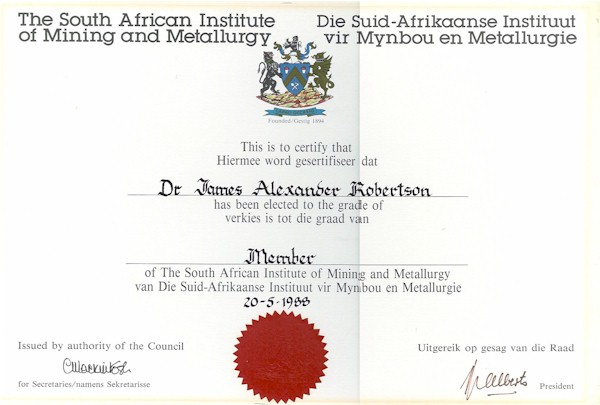 The South African Institute
of Mining and Metallurgy
Die Suid-Afrikaanse Instituut
vir Mynbou en Metallurgie
Founded/Gestig 1894
This is to certify that
Hiermee word gesertifiseer dat
Dr James Alexander Robertson
has been elected to the grade of
verkies is tot die graad van
Member
of The South African Institute of Mining and Metallurgy
van Die Suid-Afrikaanse Instituut vir Mynbou en Metallurgie
20-5-1988
Issued by authority of the Council
for Secretaries/namens Sekretarisse
Uitgereik op gesag van die Raad
President